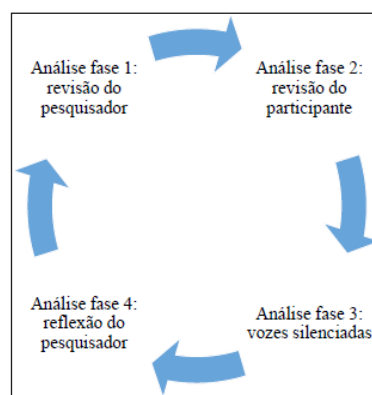 Análise fase 1:
revisão do
pesquisador
Análise fase 2:
revisão do
participante
Análise fase 3:
vozes silenciadas
Análise fase 4:
reflexão do
pesquisador